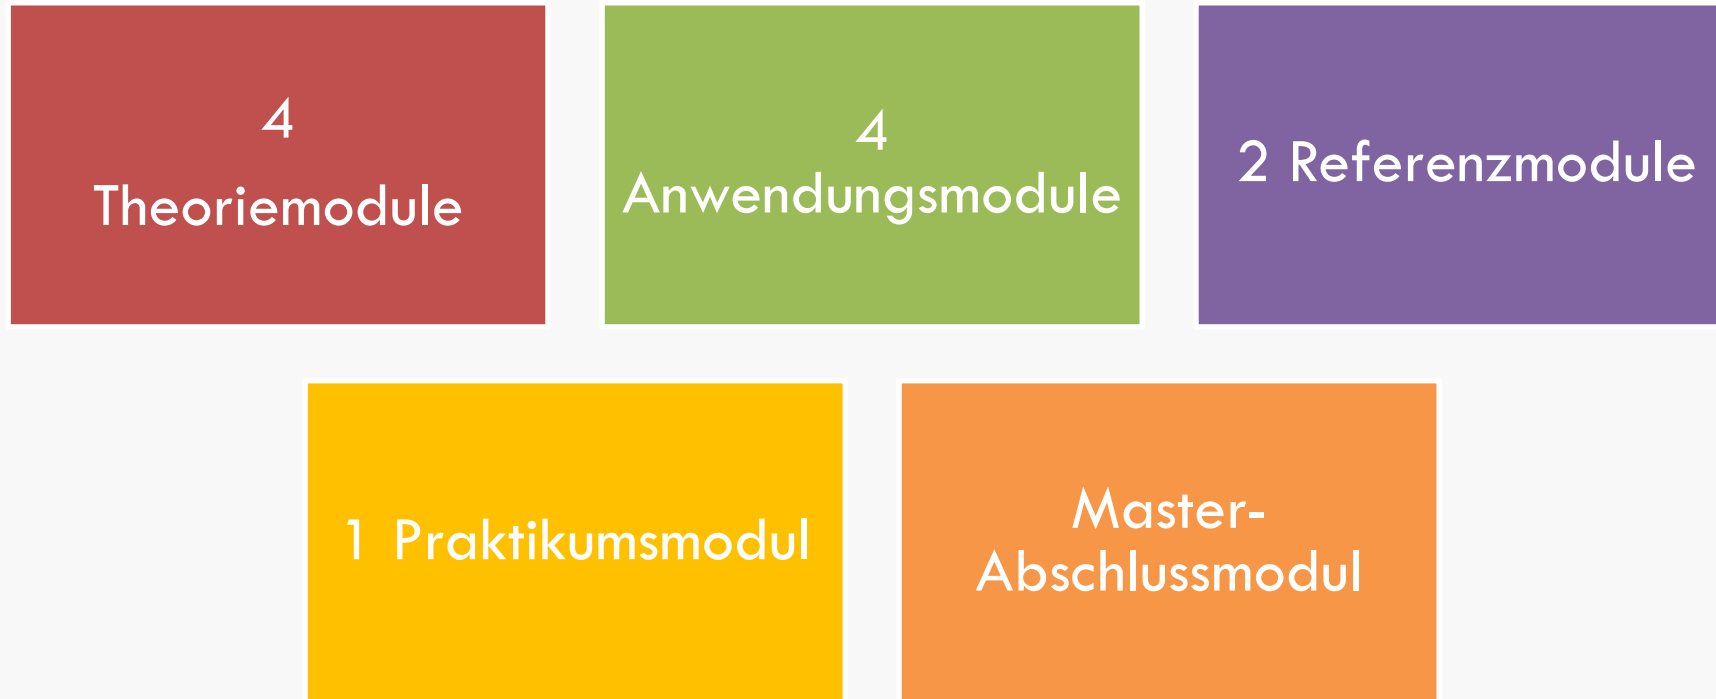 4
Theoriemodule
4
Anwendungsmodule
2 Referenzmodule
1 Praktikumsmodul
Master-
Abschlussmodul